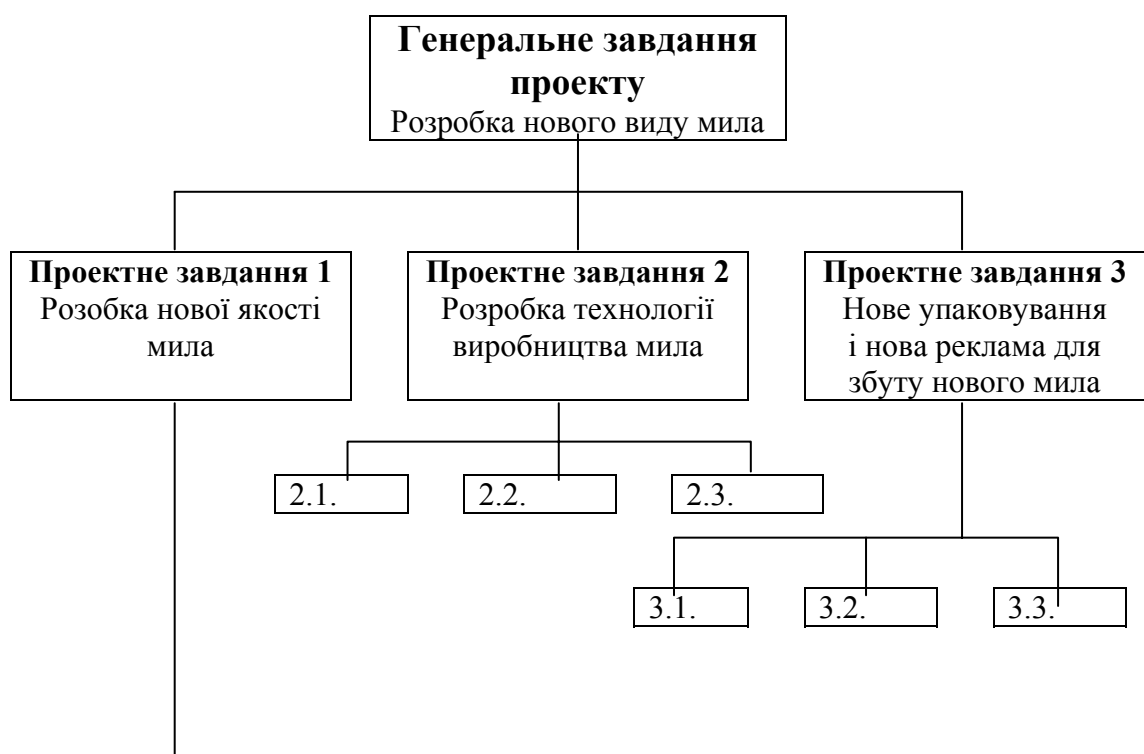 Генеральне завдання
проекту
Розробка нового виду мила
Проектне завдання 1
Розобка нової якості
мила
Проектне завдання 2
Розробка технології
виробництва мила
Проектне завдання 3
Нове упаковування
і нова реклама для
збуту нового мила
2.1.
2.2.
2.3.
3.1.
3.2.
3.3.